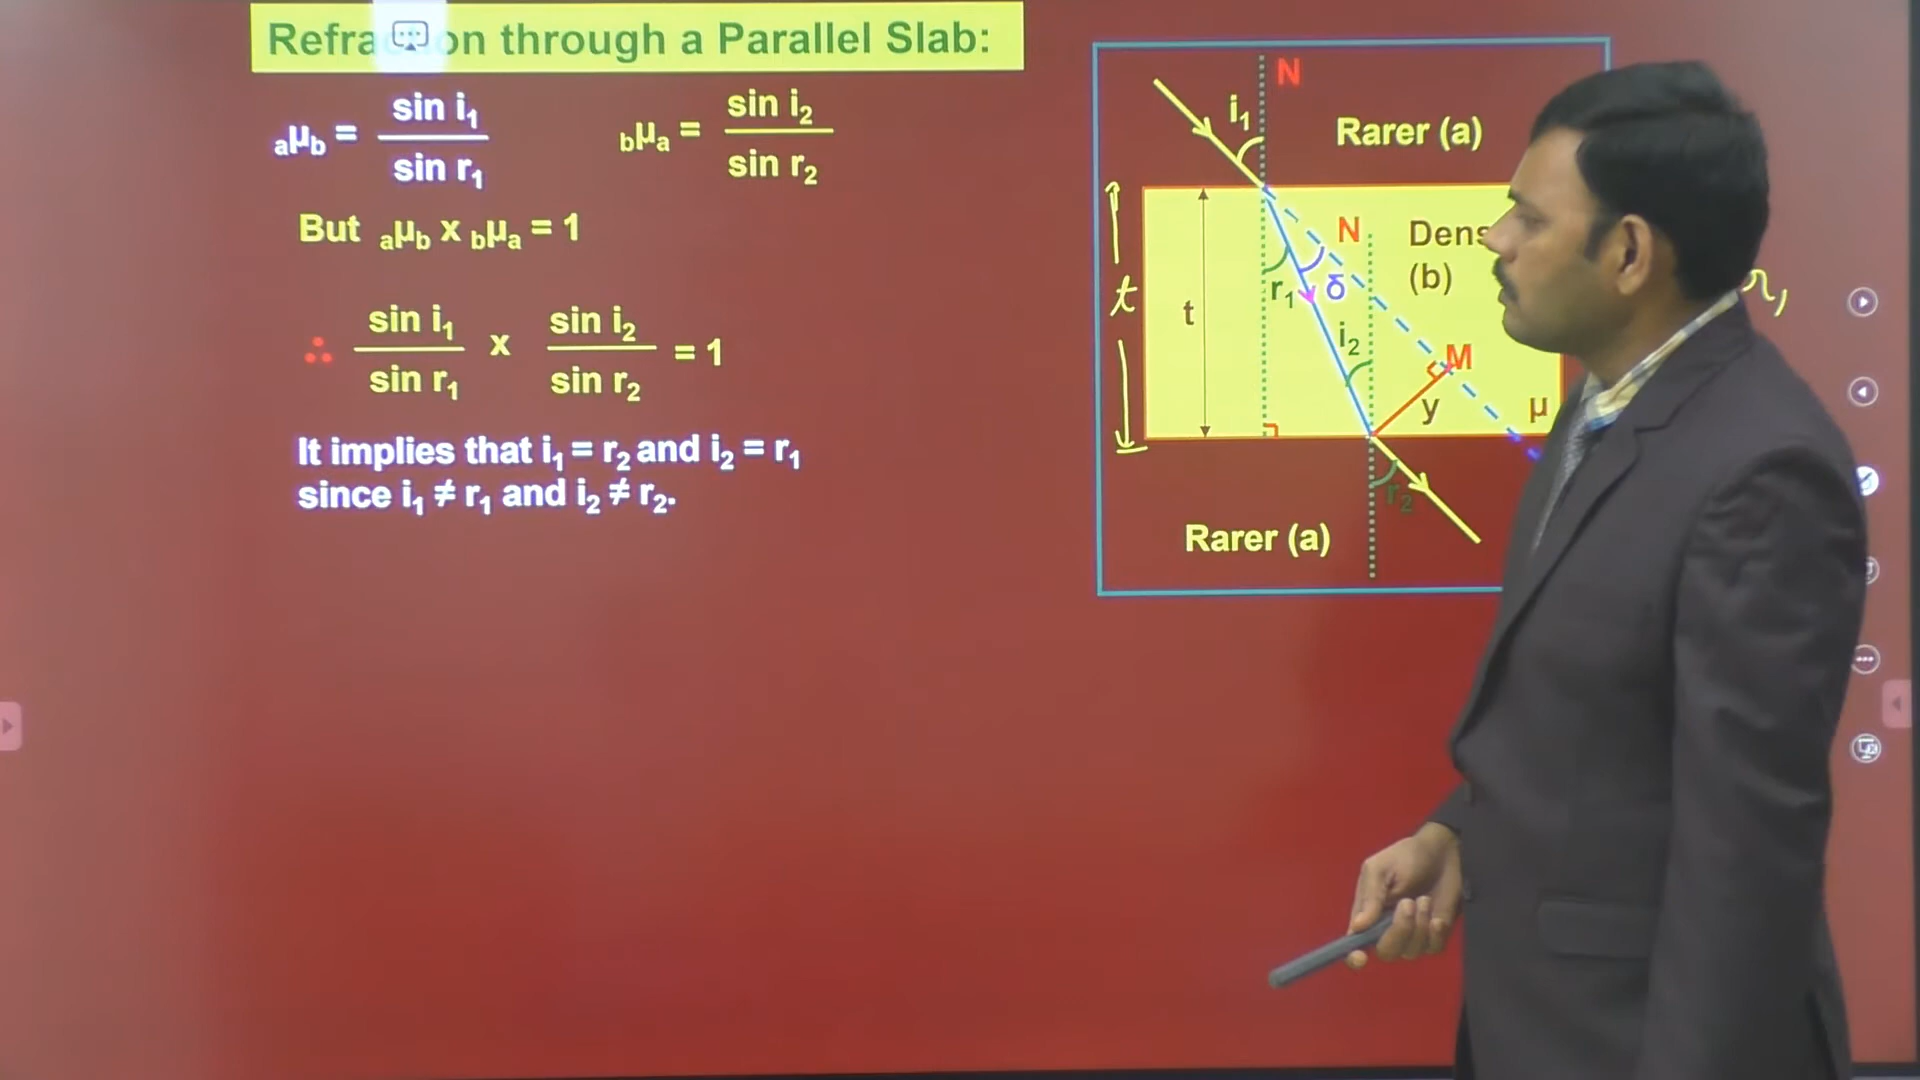 Refra on through a Parallel Slab:
aμb = sin i1 / sin r1
bμa = sin i2 / sin r2
But aμb x bμa = 1
∴ sin i1 / sin r1 x sin i2 / sin r2 = 1
It implies that i1 = r2 and i2 = r1
since i1 ≠ r1 and i2 ≠ r2.
N
i1
Rarer (a)
N
Dens
(b)
r1
δ
t
t
i2
M
y
μ
r2
Rarer (a)